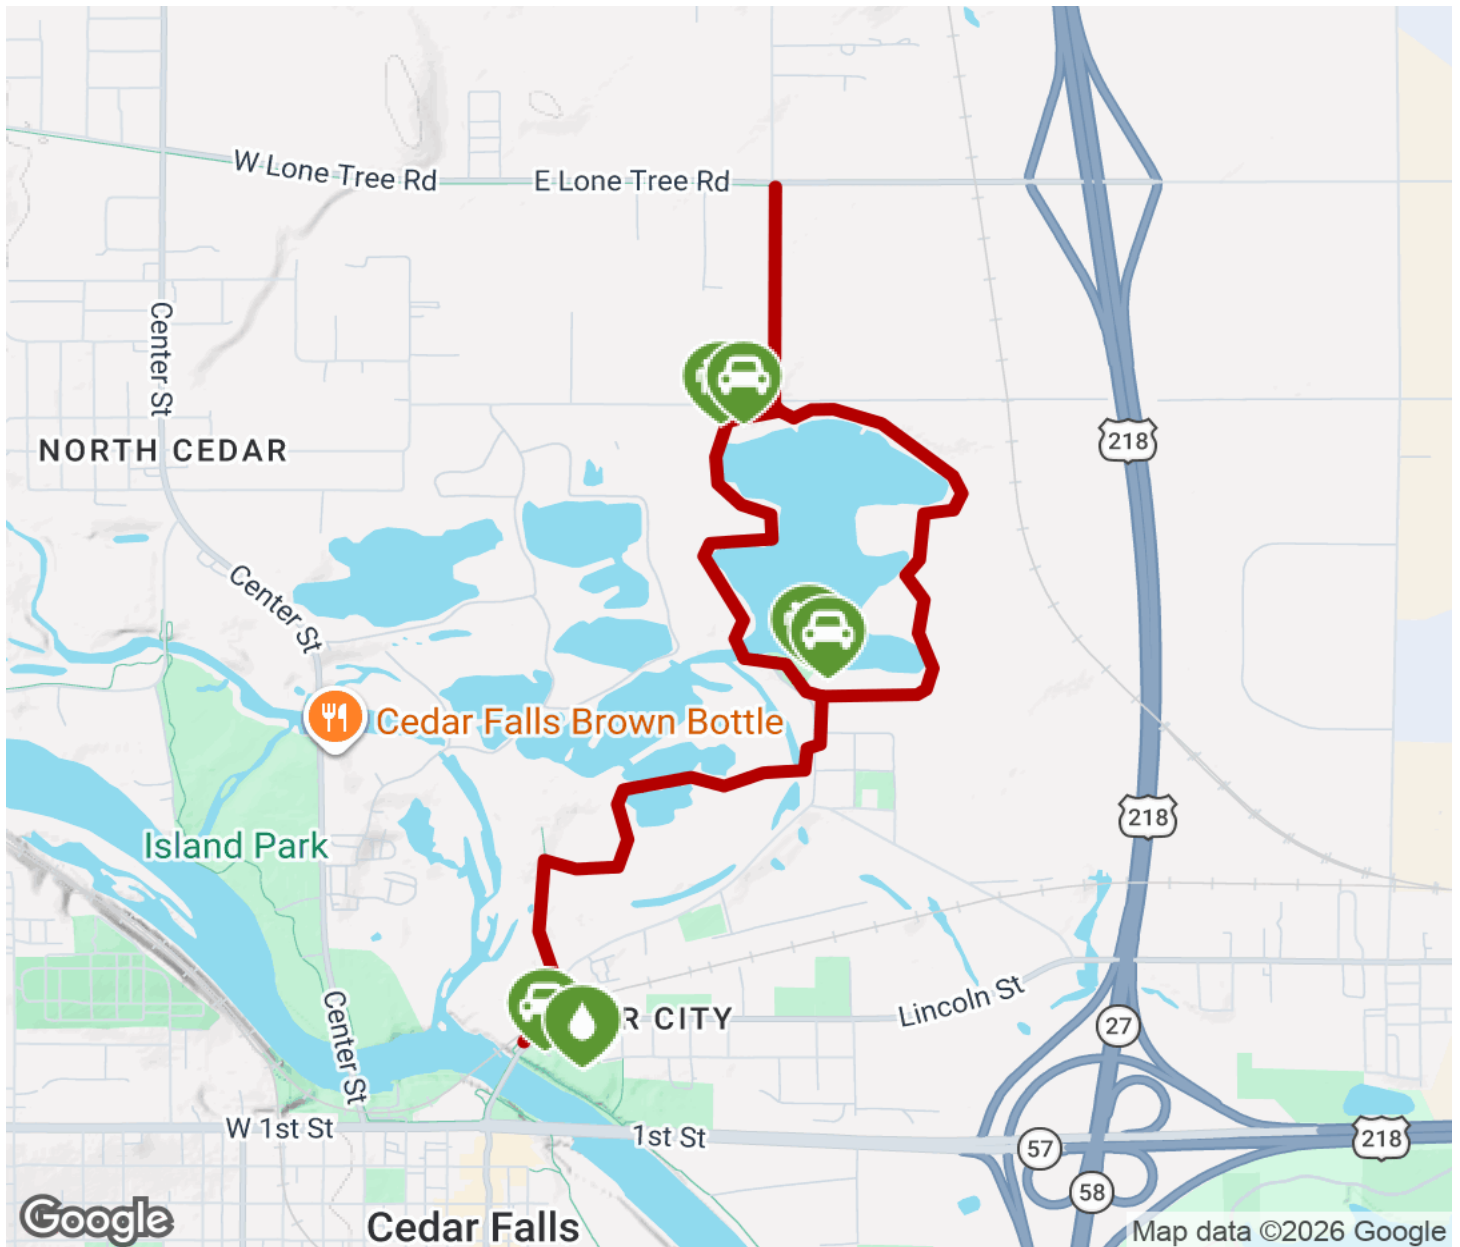 W Lone Tree Rd
E Lone Tree Rd
Center St
NORTH CEDAR
218
Center St
Cedar Falls Brown Bottle
218
Island Park
Lincoln St
R CITY
27
Center St
W 1st St
1st St
218
57
58
Google
Cedar Falls
Map data ©2026 Google